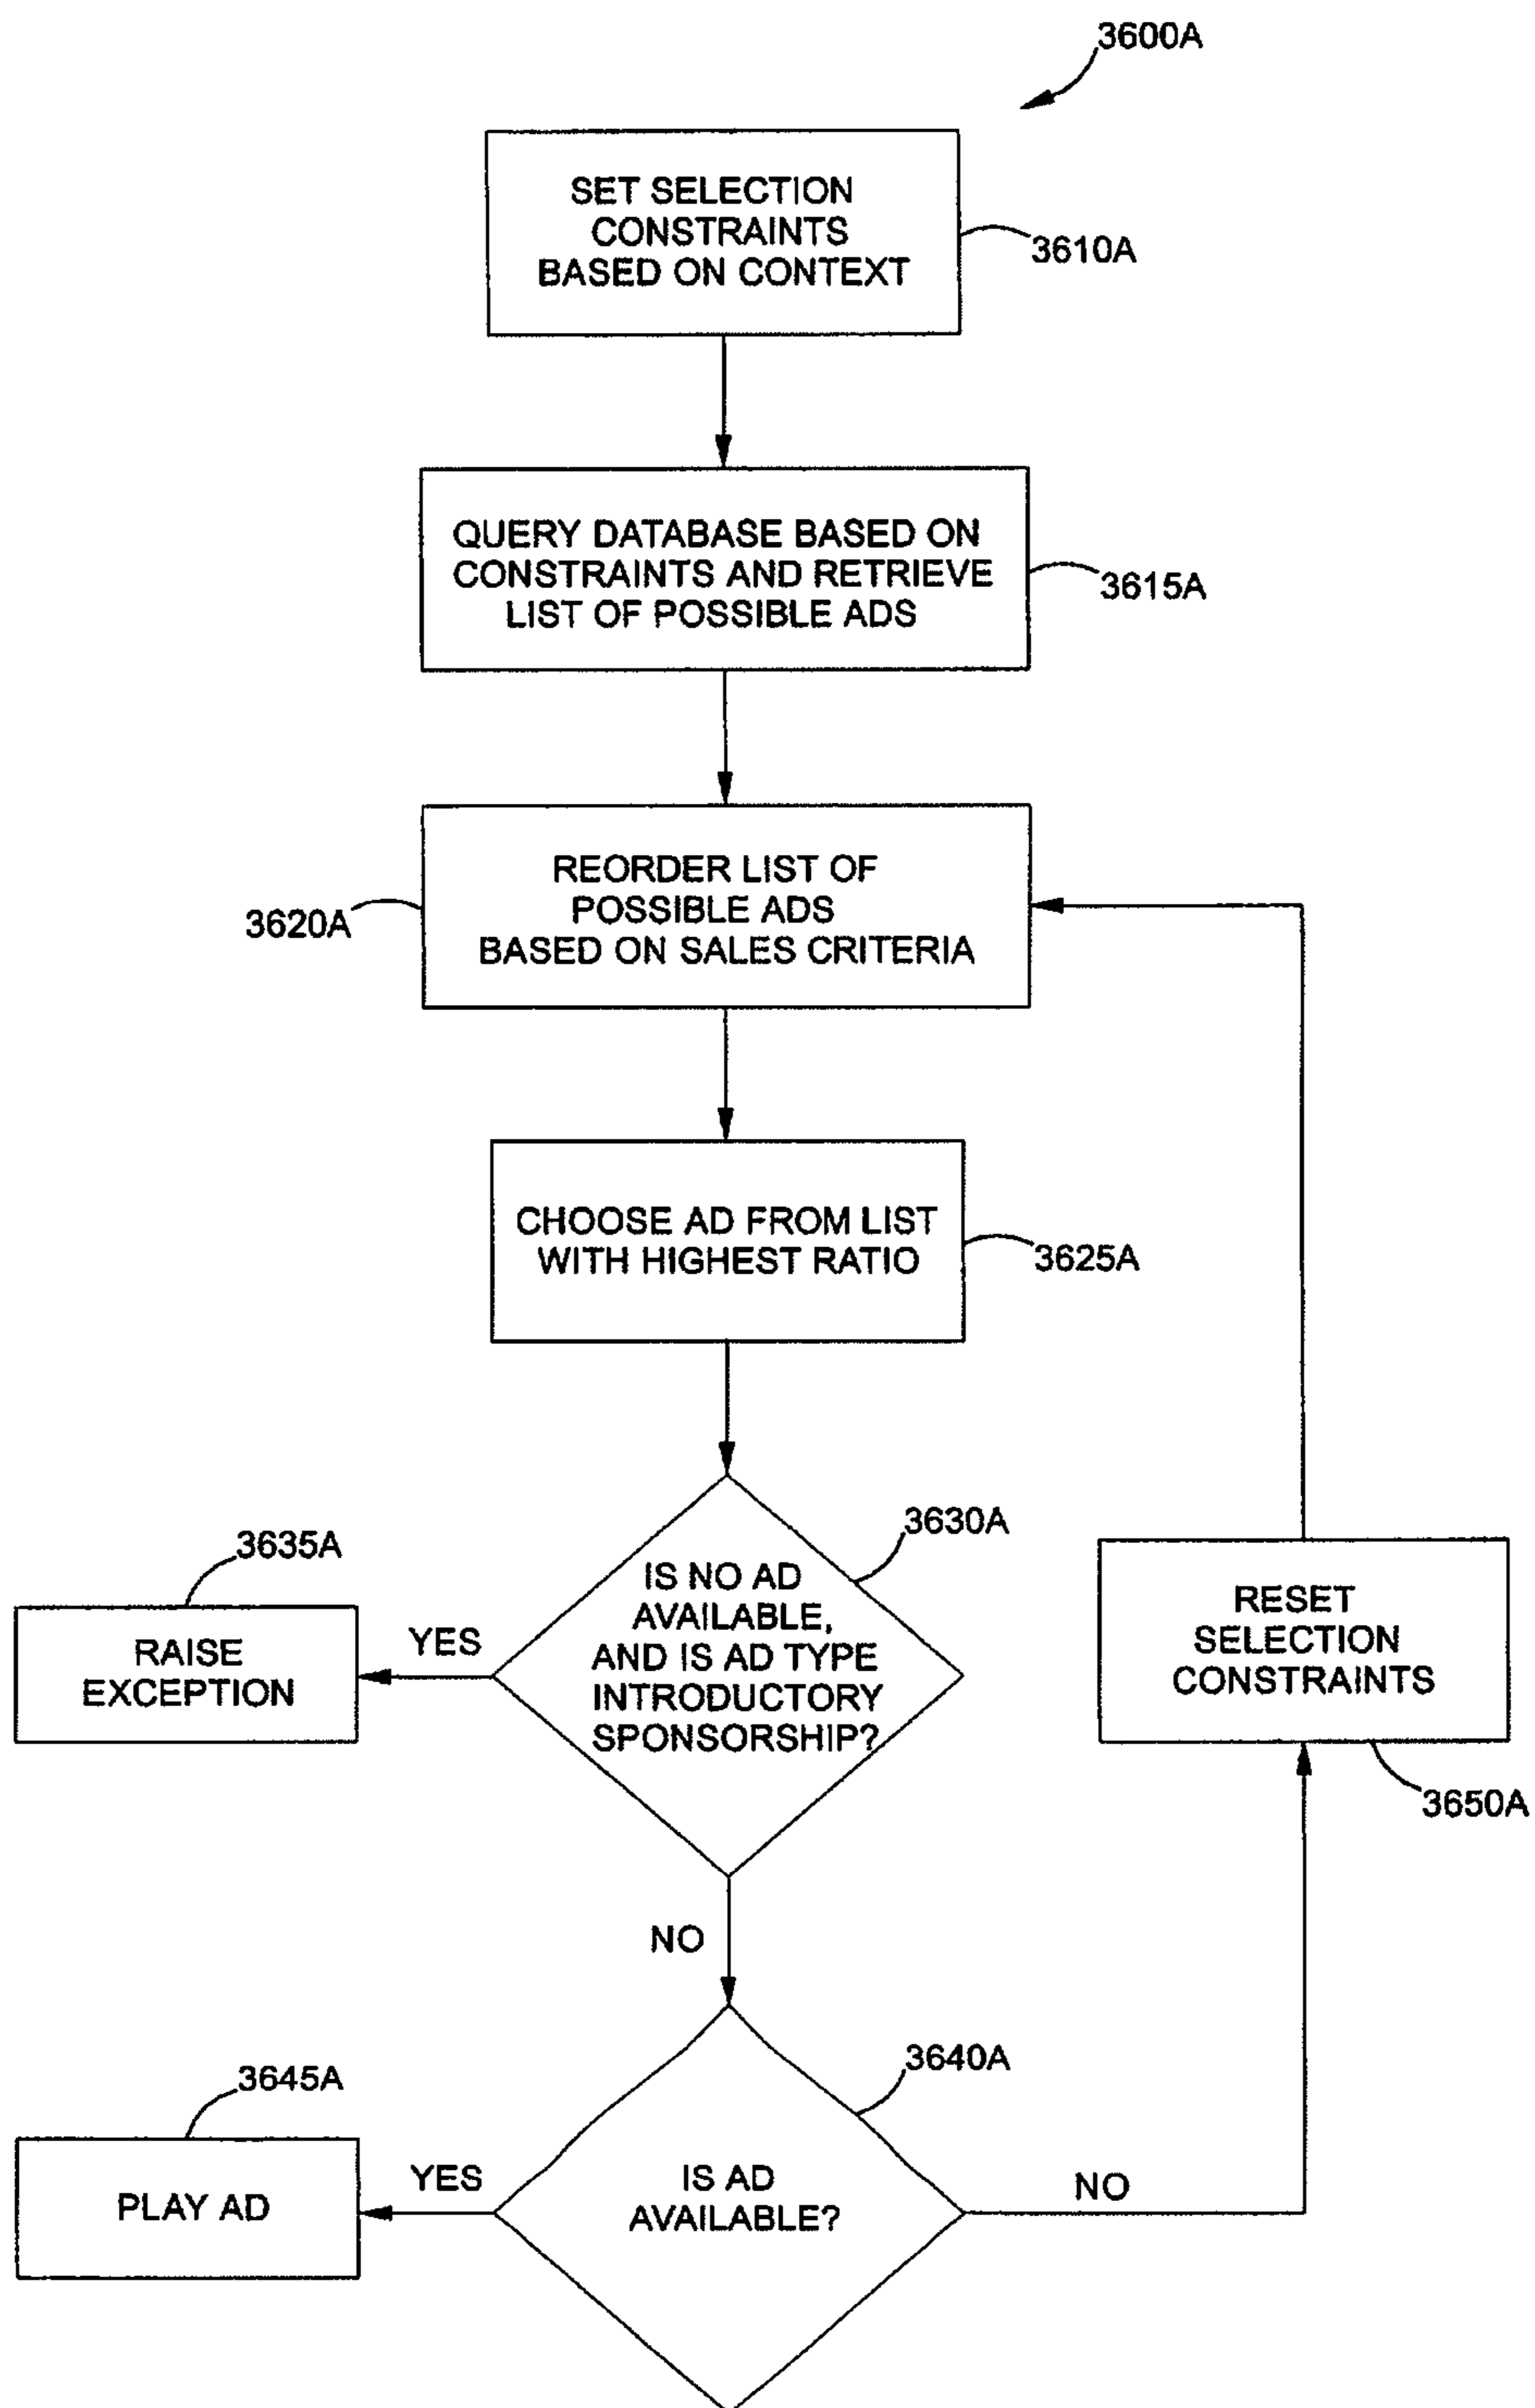 3600A
SET SELECTION
CONSTRAINTS
BASED ON CONTEXT
3610A
QUERY DATABASE BASED ON
CONSTRAINTS AND RETRIEVE
LIST OF POSSIBLE ADS
3615A
REORDER LIST OF
POSSIBLE ADS
BASED ON SALES CRITERIA
3620A
CHOOSE AD FROM LIST
WITH HIGHEST RATIO
3625A
3630A
IS NO AD
AVAILABLE,
AND IS AD TYPE
INTRODUCTORY
SPONSORSHIP?
3635A
YES
RAISE
EXCEPTION
RESET
SELECTION
CONSTRAINTS
3650A
NO
3640A
3645A
YES
PLAY AD
IS AD
AVAILABLE?
NO